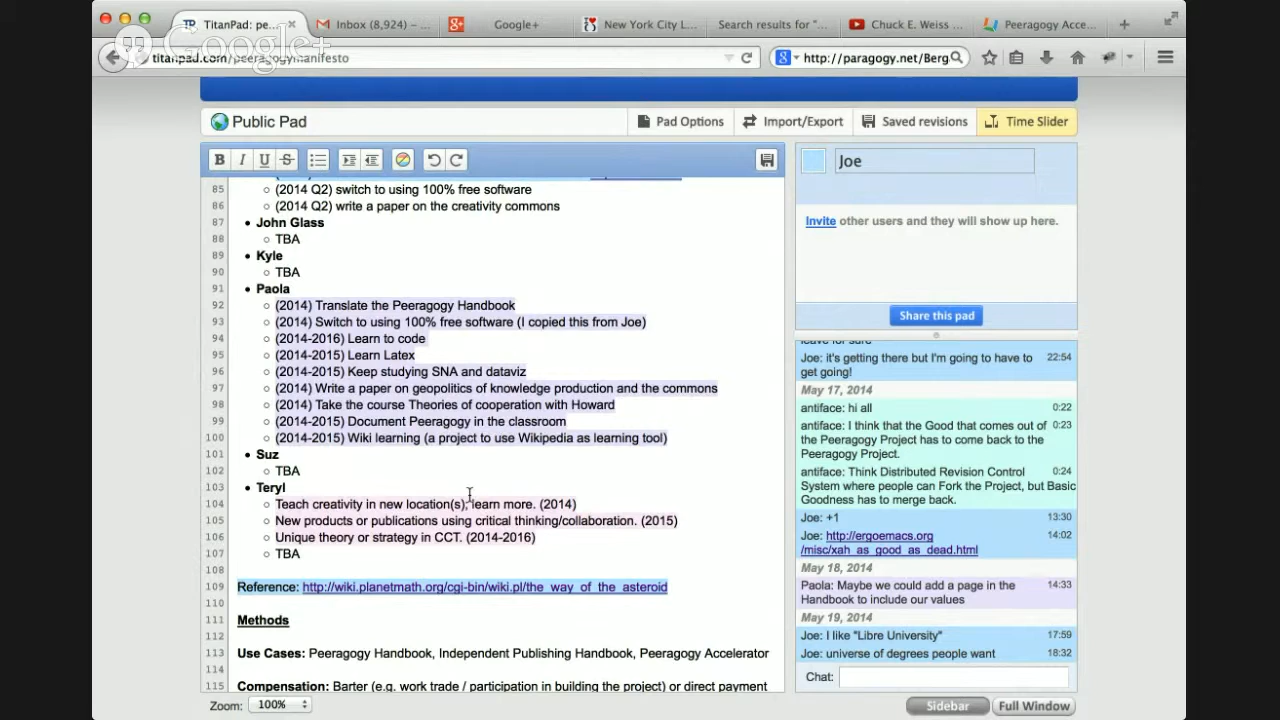 TitanPad: pe...
Inbox (8,924) – ...
Google+
New York City L...
Search results for "...
Chuck E. Weiss ...
Peeragogy Acce...
Google+
titanpad.com/peeragogymanifesto
http://paragogy.net/Berg
Public Pad
Pad Options
Import/Export
Saved revisions
Time Slider
B I U S
85 (2014 Q2) switch to using 100% free software
86 (2014 Q2) write a paper on the creativity commons
87 John Glass
88 TBA
89 Kyle
90 TBA
91 Paola
92 (2014) Translate the Peeragogy Handbook
93 (2014) Switch to using 100% free software (I copied this from Joe)
94 (2014-2016) Learn to code
95 (2014-2015) Learn Latex
96 (2014-2015) Keep studying SNA and dataviz
97 (2014) Write a paper on geopolitics of knowledge production and the commons
98 (2014) Take the course Theories of cooperation with Howard
99 (2014-2015) Document Peeragogy in the classroom
100 (2014-2015) Wiki learning (a project to use Wikipedia as learning tool)
101 Suz
102 TBA
103 Teryl
104 Teach creativity in new location(s), learn more. (2014)
105 New products or publications using critical thinking/collaboration. (2015)
106 Unique theory or strategy in CCT. (2014-2016)
107 TBA
108
109 Reference: http://wiki.planetmath.org/cgi-bin/wiki.pl/the_way_of_the_asteroid
110
111 Methods
112
113 Use Cases: Peeragogy Handbook, Independent Publishing Handbook, Peeragogy Accelerator
114
115 Compensation: Barter (e.g. work trade / participation in building the project) or direct payment
Zoom: 100%
Joe
Invite other users and they will show up here.
Share this pad
leave for sure
Joe: it's getting there but I'm going to have to 22:54
get going!
May 17, 2014
antiface: hi all 0:22
antiface: I think that the Good that comes out of 0:23
the Peeragogy Project has to come back to the
Peeragogy Project.
antiface: Think Distributed Revision Control 0:24
System where people can Fork the Project, but Basic
Goodness has to merge back.
Joe: +1 13:30
Joe: http://ergoemacs.org 14:02
/misc/xah_as_good_as_dead.html
May 18, 2014
Paola: Maybe we could add a page in the 14:33
Handbook to include our values
May 19, 2014
Joe: I like "Libre University" 17:59
Joe: universe of degrees people want 18:32
Chat:
Sidebar
Full Window